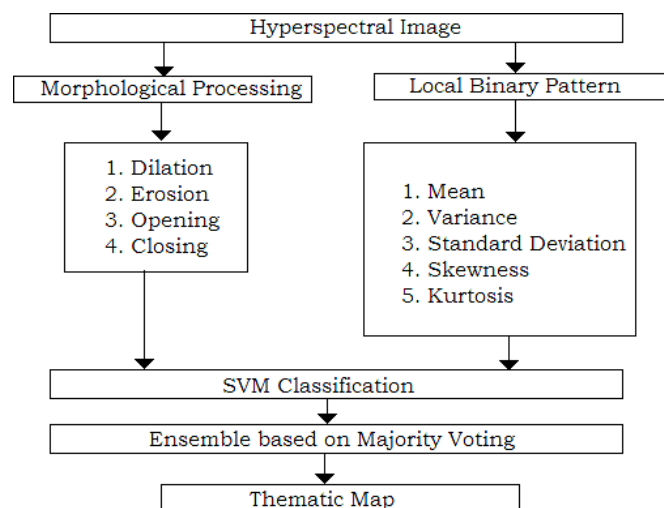 Hyperspectral Image
Morphological Processing
Local Binary Pattern
1. Dilation
2. Erosion
3. Opening
4. Closing
1. Mean
2. Variance
3. Standard Deviation
4. Skewness
5. Kurtosis
SVM Classification
Ensemble based on Majority Voting
Thematic Map